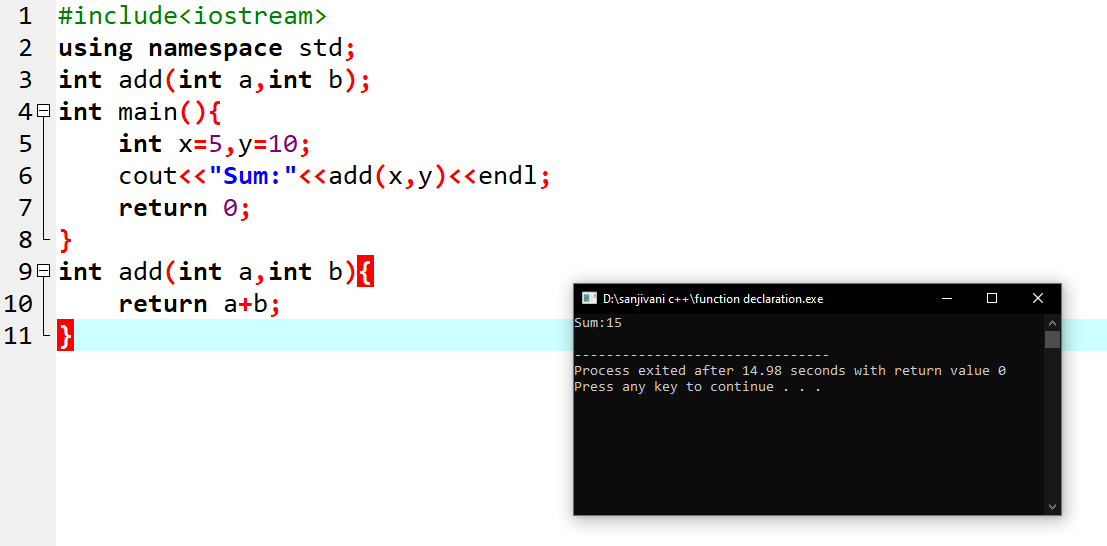 1 #include<iostream>
2 using namespace std;
3 int add(int a,int b);
4 int main(){
5 int x=5,y=10;
6 cout<<"Sum:"<<add(x,y)<<endl;
7 return 0;
8 }
9 int add(int a,int b){
10 return a+b;
11 }
D:\sanjivani c++\function declaration.exe
Sum:15
--------------------------------
Process exited after 14.98 seconds with return value 0
Press any key to continue . . .